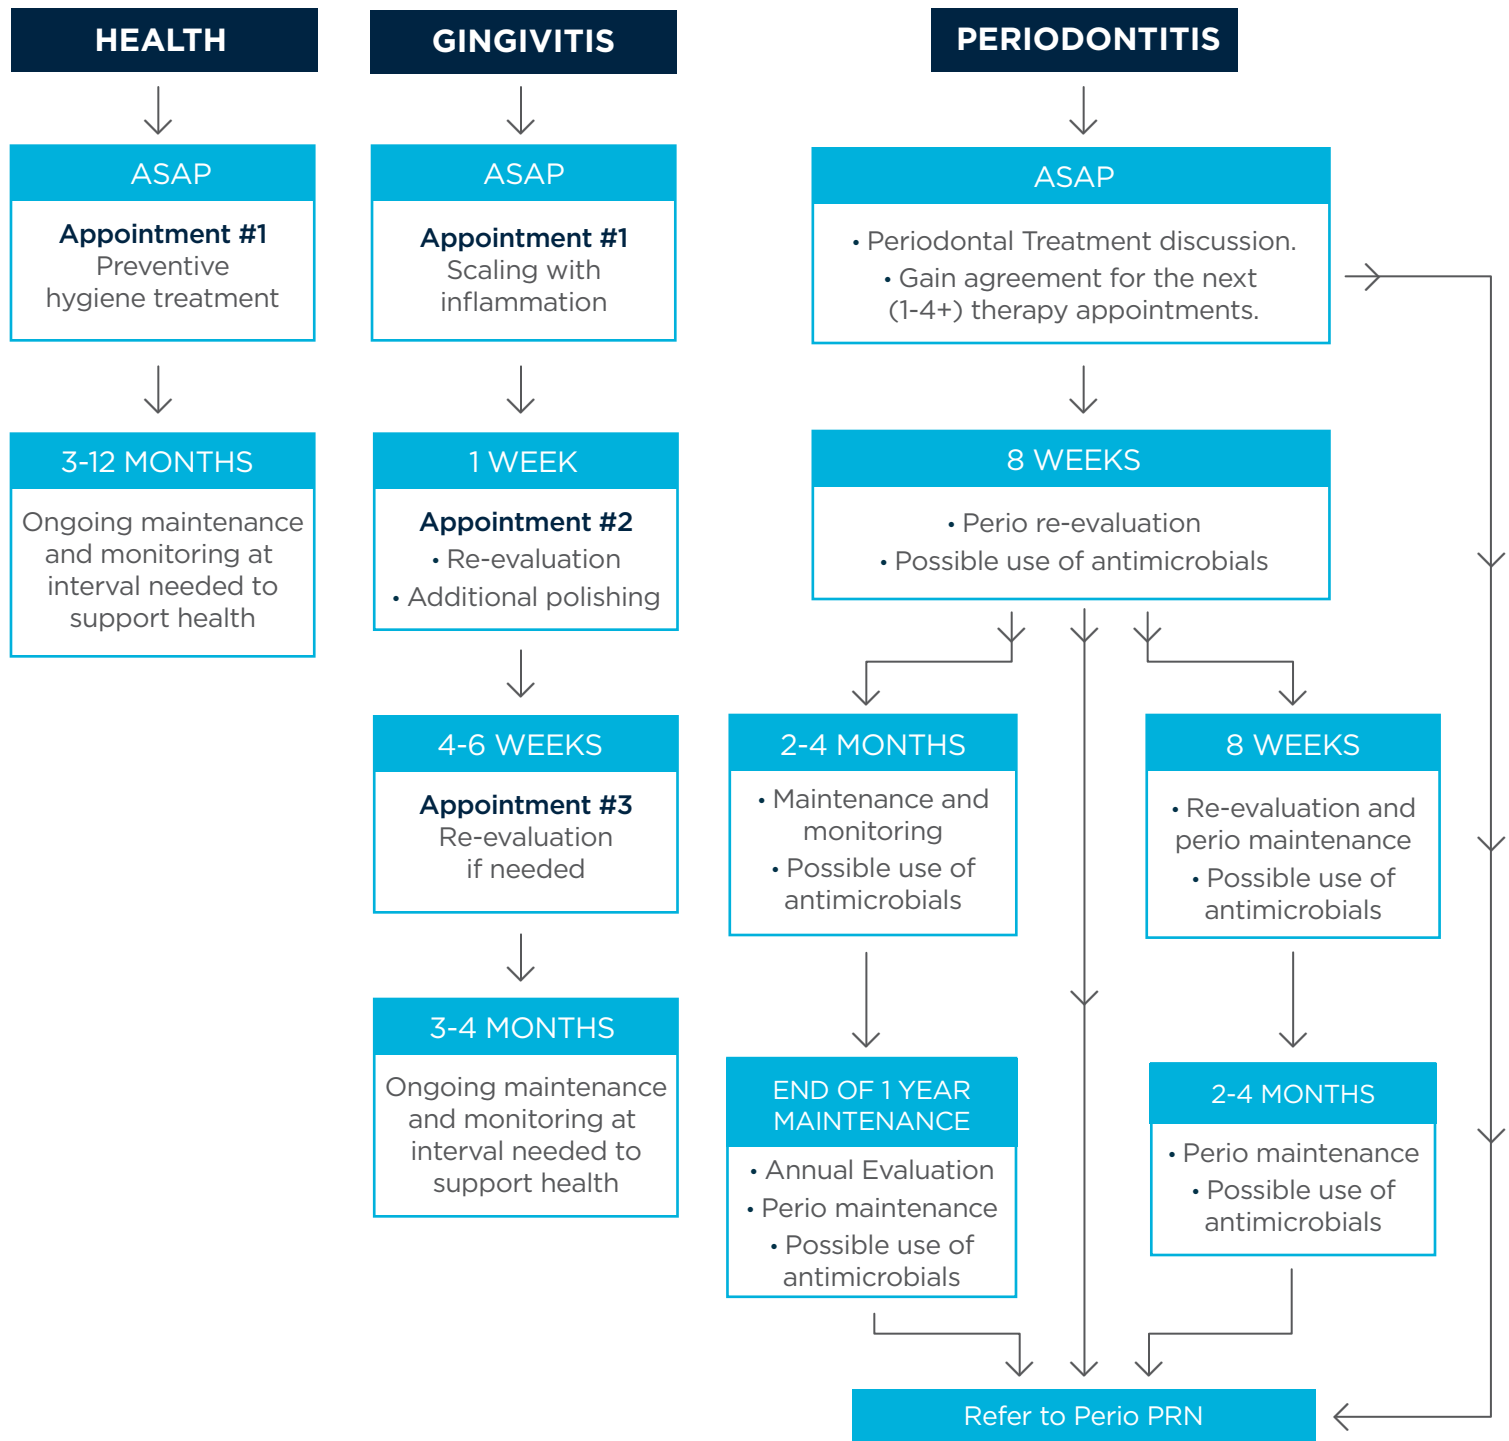 HEALTH
ASAP
Appointment #1
Preventive
hygiene treatment
3-12 MONTHS
Ongoing maintenance
and monitoring at
interval needed to
support health
GINGIVITIS
ASAP
Appointment #1
Scaling with
inflammation
1 WEEK
Appointment #2
• Re-evaluation
• Additional polishing
4-6 WEEKS
Appointment #3
Re-evaluation
if needed
3-4 MONTHS
Ongoing maintenance
and monitoring at
interval needed to
support health
PERIODONTITIS
ASAP
• Periodontal Treatment discussion.
• Gain agreement for the next
(1-4+) therapy appointments.
8 WEEKS
• Perio re-evaluation
• Possible use of antimicrobials
2-4 MONTHS
• Maintenance and
monitoring
• Possible use of
antimicrobials
END OF 1 YEAR
MAINTENANCE
• Annual Evaluation
• Perio maintenance
• Possible use of
antimicrobials
8 WEEKS
• Re-evaluation and
perio maintenance
• Possible use of
antimicrobials
2-4 MONTHS
• Perio maintenance
• Possible use of
antimicrobials
Refer to Perio PRN